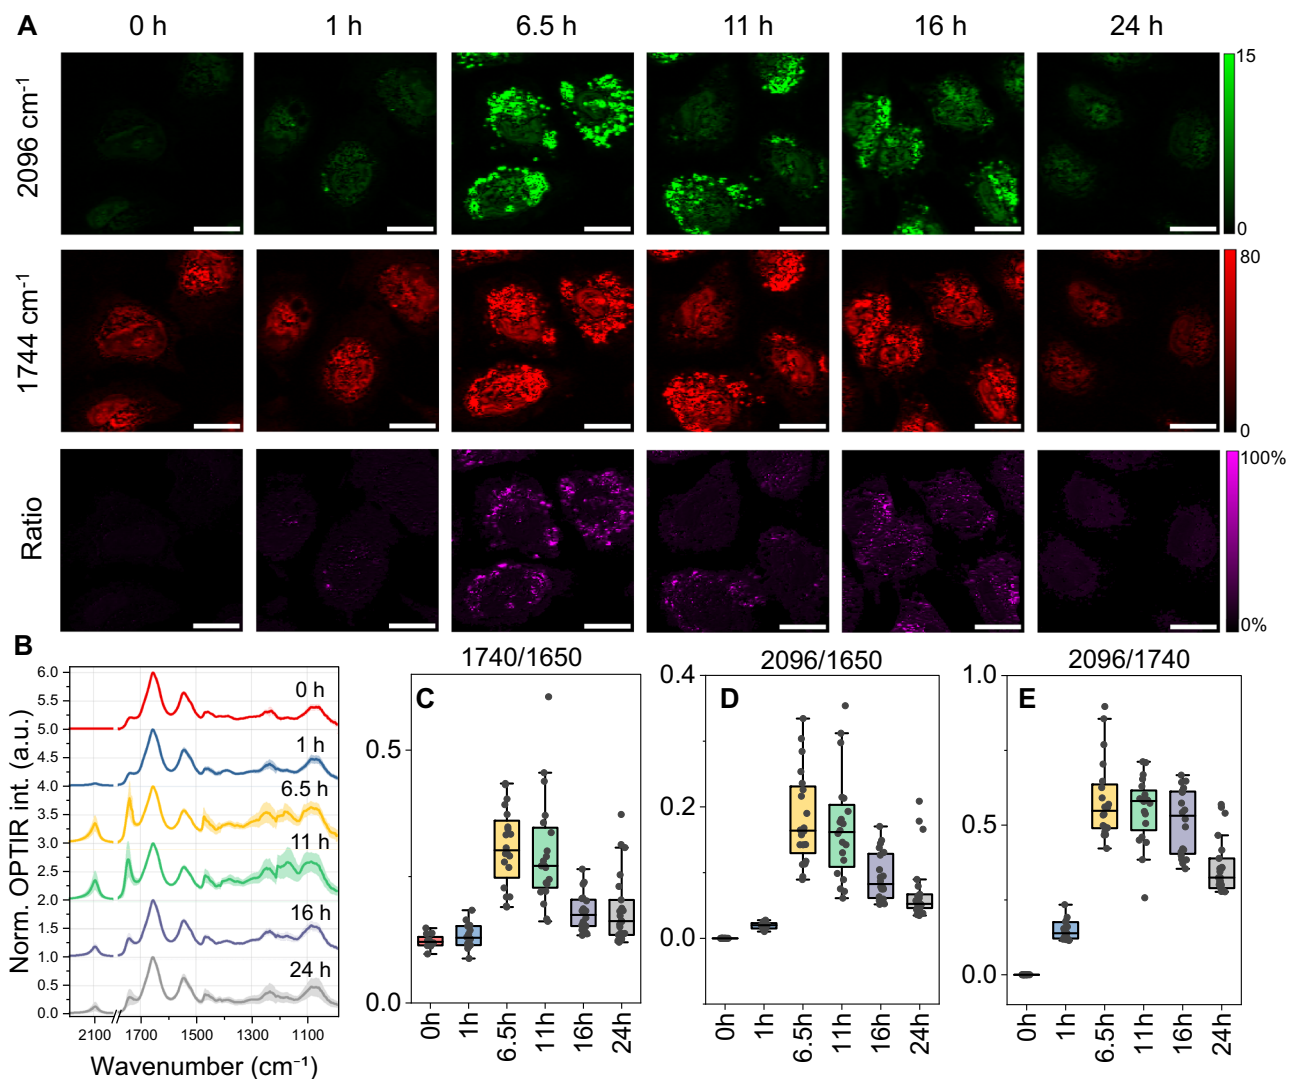 A
0 h 1 h 6.5 h 11 h 16 h 24 h
2096 cm⁻¹
15
0
1744 cm⁻¹
80
0
Ratio
100%
0%
B
Norm. OPTIR int. (a.u.)
6.0
5.5
5.0
4.5
4.0
3.5
3.0
2.5
2.0
1.5
1.0
0.5
0.0
0 h
1 h
6.5 h
11 h
16 h
24 h
2100 1700 1500 1300 1100
Wavenumber (cm⁻¹)
1740/1650
C
0.5
0.0
0h 1h 6.5h 11h 16h 24h
2096/1650
D
0.4
0.2
0.0
0h 1h 6.5h 11h 16h 24h
2096/1740
E
1.0
0.5
0.0
0h 1h 6.5h 11h 16h 24h